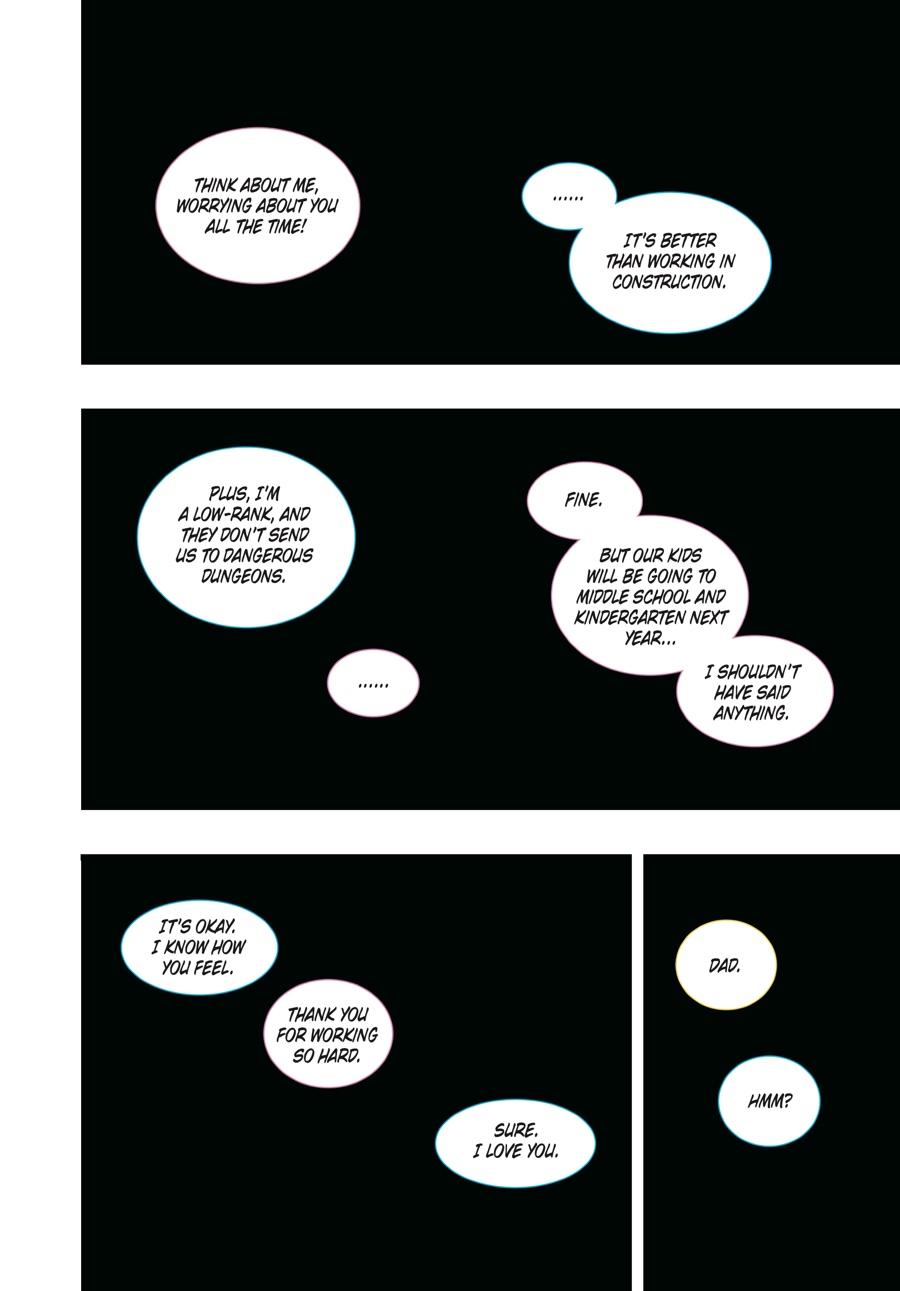 THINK ABOUT ME,
WORRYING ABOUT YOU
ALL THE TIME!
......
IT'S BETTER
THAN WORKING IN
CONSTRUCTION.
PLUS, I'M
A LOW-RANK, AND
THEY DON'T SEND
US TO DANGEROUS
DUNGEONS.
......
FINE.
BUT OUR KIDS
WILL BE GOING TO
MIDDLE SCHOOL AND
KINDERGARTEN NEXT
YEAR...
I SHOULDN'T
HAVE SAID
ANYTHING.
IT'S OKAY.
I KNOW HOW
YOU FEEL.
THANK YOU
FOR WORKING
SO HARD.
SURE.
I LOVE YOU.
DAD.
HMM?